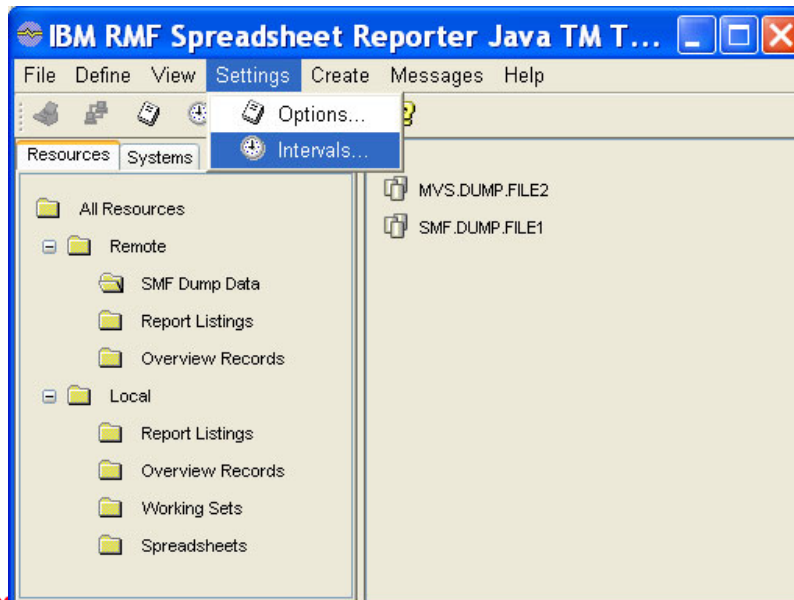 IBM RMF Spreadsheet Reporter Java TM T...
File Define View Settings Create Messages Help
Options...
Intervals...
Resources Systems
All Resources
Remote
SMF Dump Data
Report Listings
Overview Records
Local
Report Listings
Overview Records
Working Sets
Spreadsheets
MVS.DUMP.FILE2
SMF.DUMP.FILE1